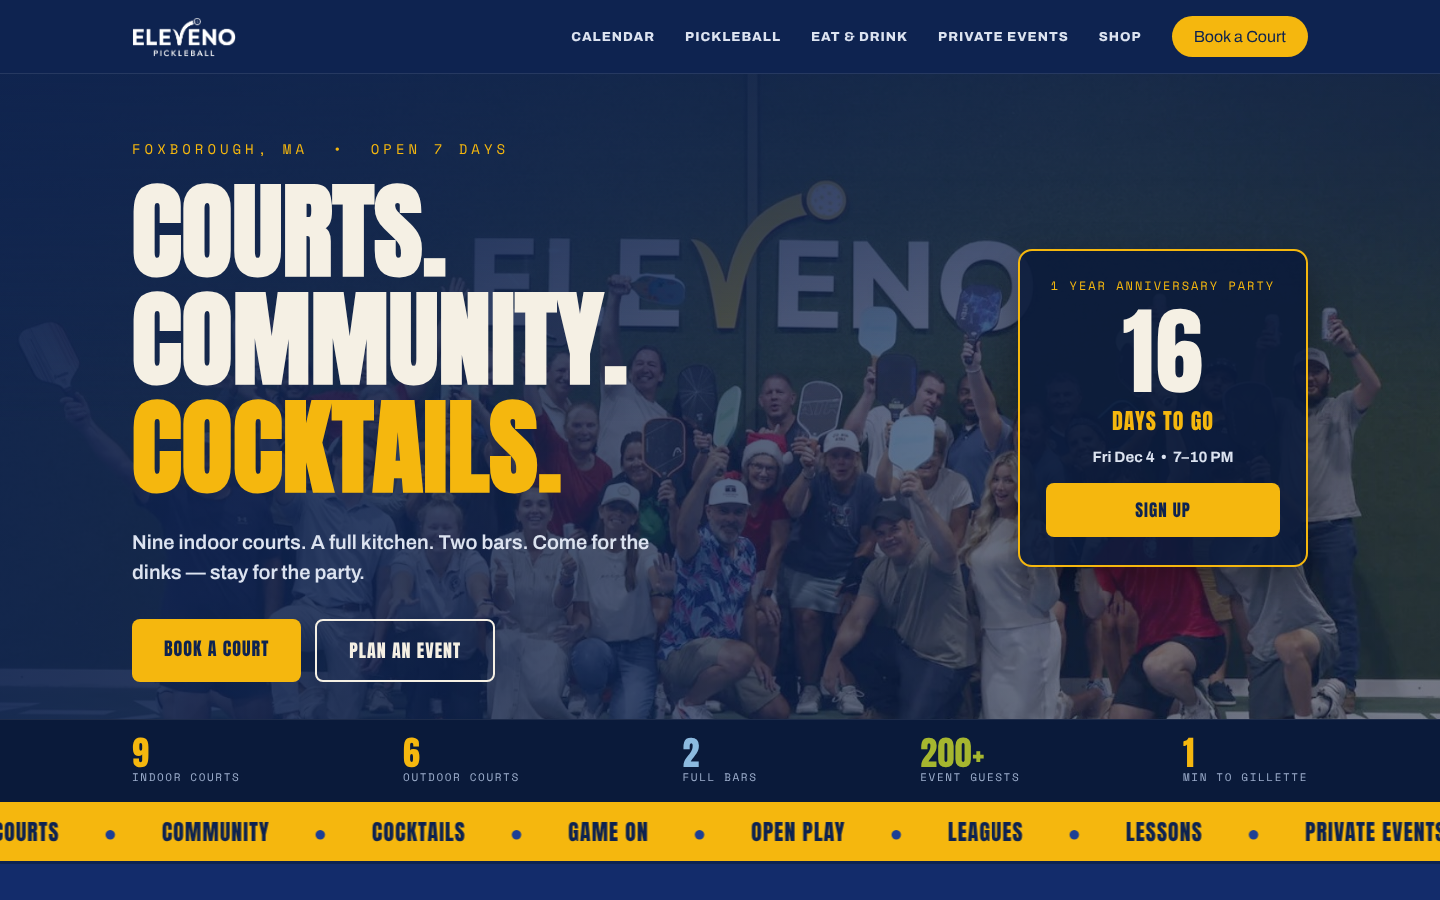 ELEVENO
PICKLEBALL
CALENDAR
PICKLEBALL
EAT & DRINK
PRIVATE EVENTS
SHOP
Book a Court
FOXBOROUGH, MA • OPEN 7 DAYS
COURTS.
COMMUNITY.
COCKTAILS.
Nine indoor courts. A full kitchen. Two bars. Come for the
dinks — stay for the party.
BOOK A COURT
PLAN AN EVENT
ELEVENO
1 YEAR ANNIVERSARY PARTY
16
DAYS TO GO
Fri Dec 4 • 7–10 PM
SIGN UP
9
INDOOR COURTS
6
OUTDOOR COURTS
2
FULL BARS
200+
EVENT GUESTS
1
MIN TO GILLETTE
COURTS • COMMUNITY • COCKTAILS • GAME ON • OPEN PLAY • LEAGUES • LESSONS • PRIVATE EVENTS